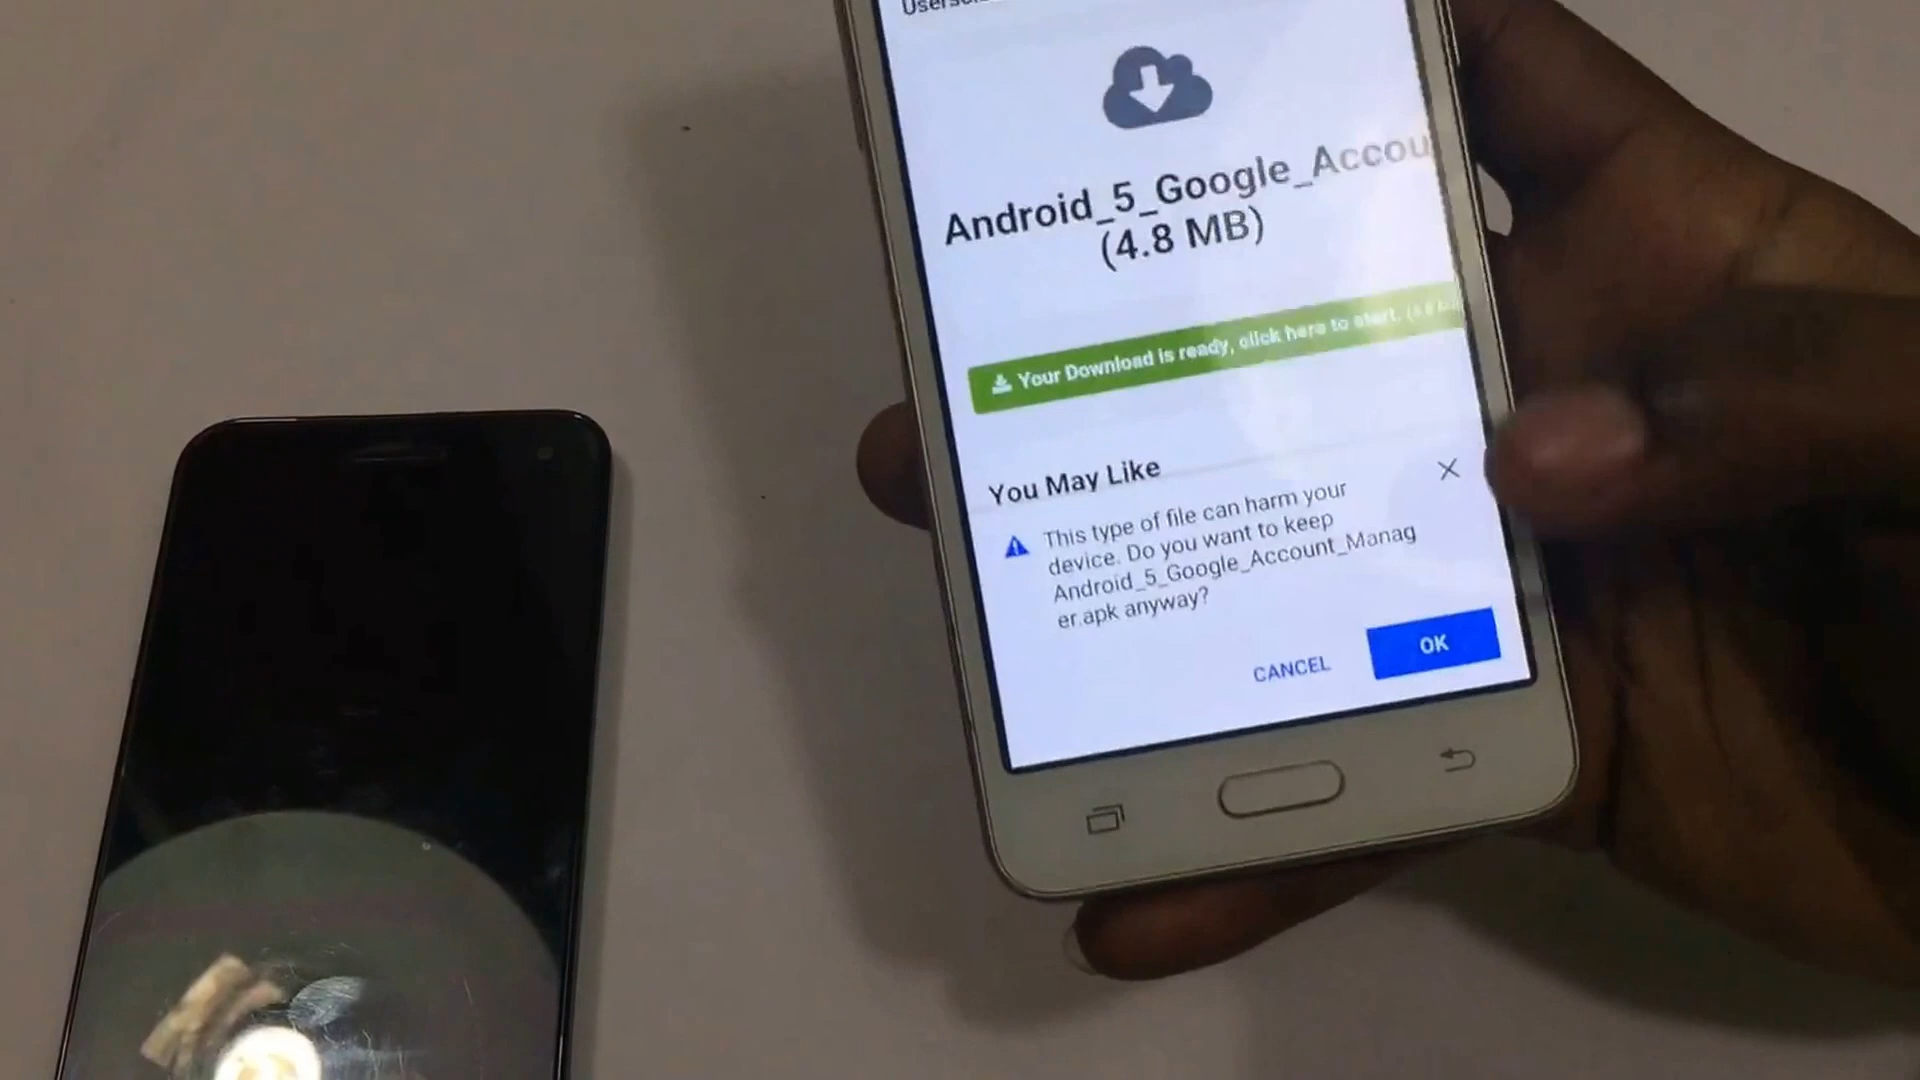 Android_5_Google_Accou
(4.8 MB)
Your Download is ready, click here to start.
You May Like
This type of file can harm your
device. Do you want to keep
Android_5_Google_Account_Manag
er.apk anyway?
CANCEL
OK